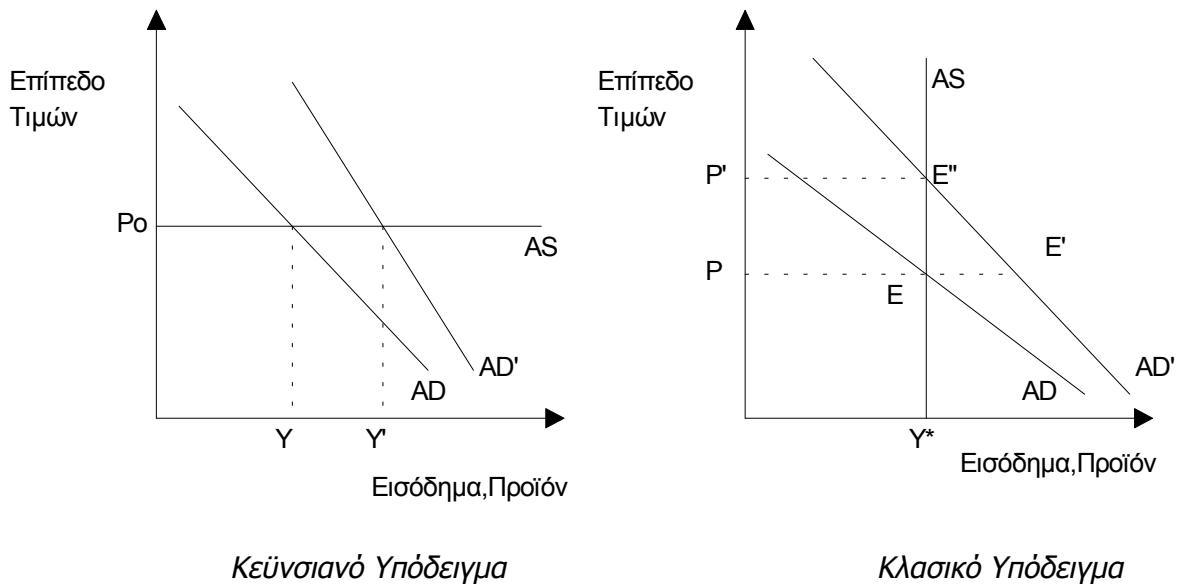 Επίπεδο
Τιμών
Po
AS
AD
AD'
Y
Y'
Εισόδημα,Προϊόν
Κεϋνσιανό Υπόδειγμα
Επίπεδο
Τιμών
AS
P'
E"
E'
P
E
AD
AD'
Y*
Εισόδημα,Προϊόν
Κλασικό Υπόδειγμα